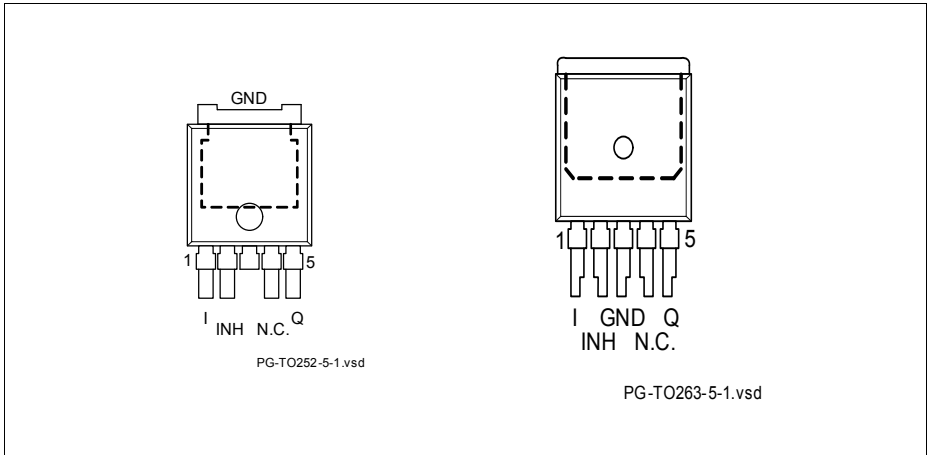 GND
1 5
I INH N.C. Q
PG-TO252-5-1.vsd
1 5
I GND Q
INH N.C.
PG-TO263-5-1.vsd